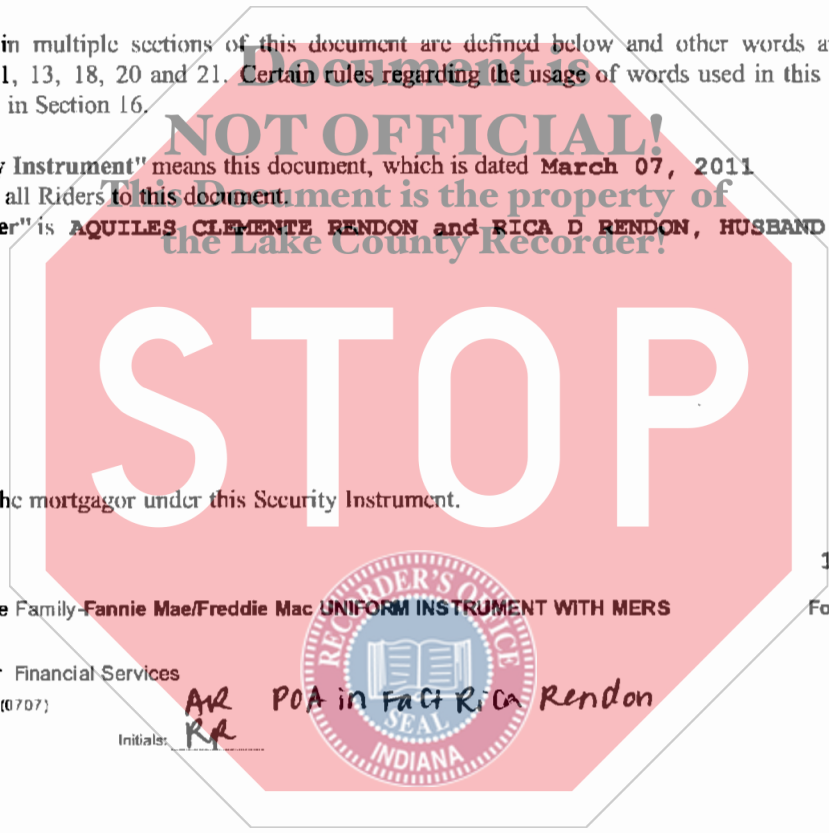 in multiple sections of this document are defined below and other words a
1, 13, 18, 20 and 21. Certain rules regarding the usage of words used in this
in Section 16.
Document is
NOT OFFICIAL!
This Document is the property of
the Lake County Recorder!
y Instrument" means this document, which is dated March 07, 2011
all Riders to this document.
er" is AQUILES CLEMENTE RENDON and RICA D RENDON, HUSBAND
STOP
he mortgagor under this Security Instrument.
1
e Family-Fannie Mae/Freddie Mac UNIFORM INSTRUMENT WITH MERS Fo
r Financial Services
(0707)
AR POA in Fact Rica Rendon
Initials: RR
RECORDER'S OFFICE
SEAL
INDIANA